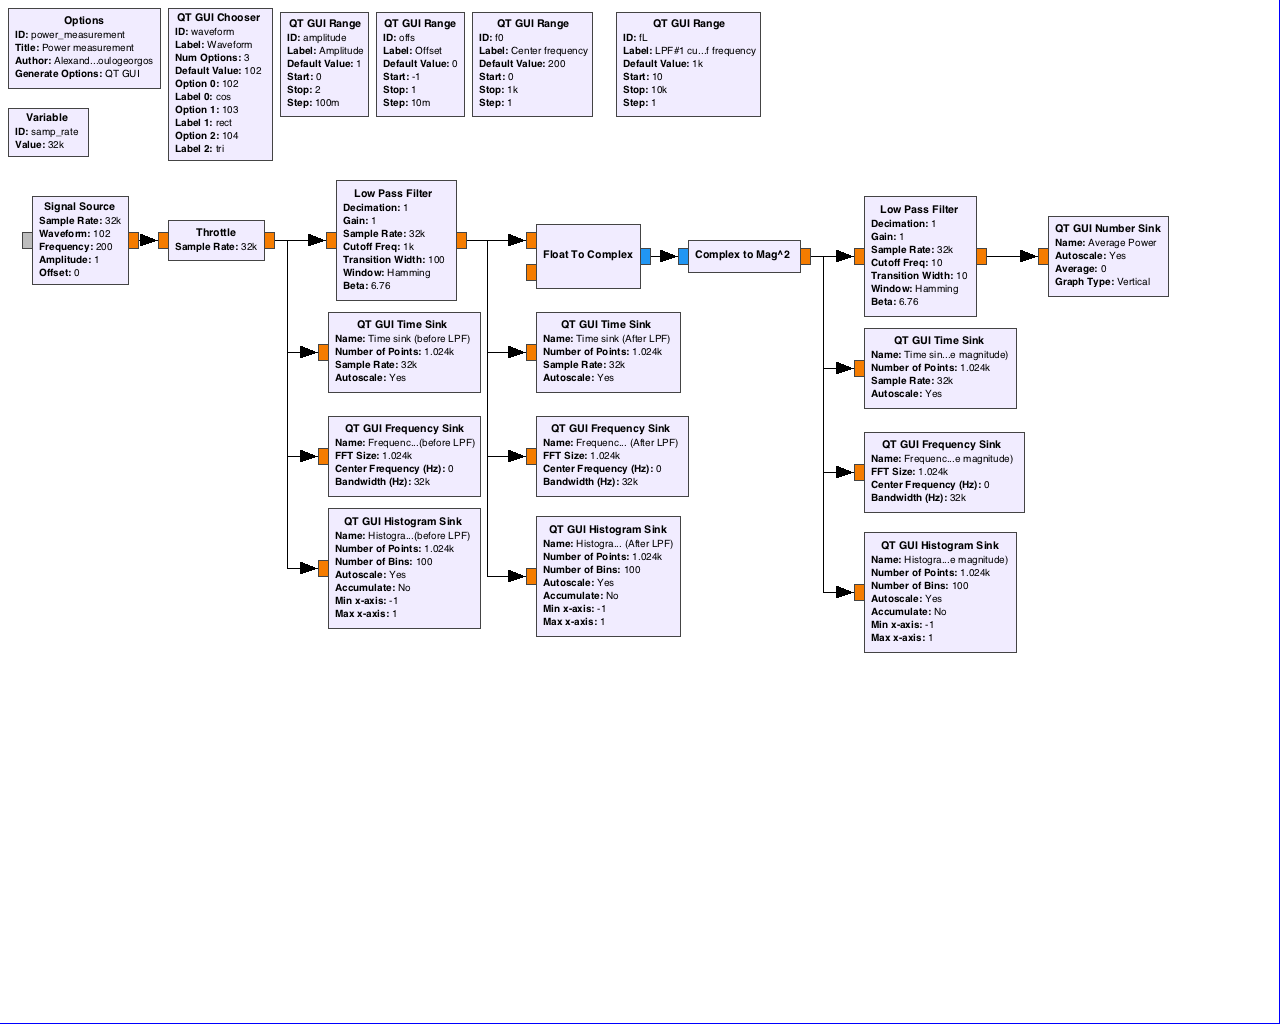 Options
ID: power_measurement
Title: Power measurement
Author: Alexand...oulogeorgos
Generate Options: QT GUI
Variable
ID: samp_rate
Value: 32k
QT GUI Chooser
ID: waveform
Label: Waveform
Num Options: 3
Default Value: 102
Option 0: 102
Label 0: cos
Option 1: 103
Label 1: rect
Option 2: 104
Label 2: tri
QT GUI Range
ID: amplitude
Label: Amplitude
Default Value: 1
Start: 0
Stop: 2
Step: 100m
QT GUI Range
ID: offs
Label: Offset
Default Value: 0
Start: -1
Stop: 1
Step: 10m
QT GUI Range
ID: f0
Label: Center frequency
Default Value: 200
Start: 0
Stop: 1k
Step: 1
QT GUI Range
ID: fL
Label: LPF#1 cu...f frequency
Default Value: 1k
Start: 10
Stop: 10k
Step: 1
Signal Source
Sample Rate: 32k
Waveform: 102
Frequency: 200
Amplitude: 1
Offset: 0
Throttle
Sample Rate: 32k
Low Pass Filter
Decimation: 1
Gain: 1
Sample Rate: 32k
Cutoff Freq: 1k
Transition Width: 100
Window: Hamming
Beta: 6.76
Float To Complex
Complex to Mag^2
Low Pass Filter
Decimation: 1
Gain: 1
Sample Rate: 32k
Cutoff Freq: 10
Transition Width: 10
Window: Hamming
Beta: 6.76
QT GUI Number Sink
Name: Average Power
Autoscale: Yes
Average: 0
Graph Type: Vertical
QT GUI Time Sink
Name: Time sink (before LPF)
Number of Points: 1.024k
Sample Rate: 32k
Autoscale: Yes
QT GUI Time Sink
Name: Time sink (After LPF)
Number of Points: 1.024k
Sample Rate: 32k
Autoscale: Yes
QT GUI Time Sink
Name: Time sin...e magnitude)
Number of Points: 1.024k
Sample Rate: 32k
Autoscale: Yes
QT GUI Frequency Sink
Name: Frequenc...(before LPF)
FFT Size: 1.024k
Center Frequency (Hz): 0
Bandwidth (Hz): 32k
QT GUI Frequency Sink
Name: Frequenc... (After LPF)
FFT Size: 1.024k
Center Frequency (Hz): 0
Bandwidth (Hz): 32k
QT GUI Frequency Sink
Name: Frequenc...e magnitude)
FFT Size: 1.024k
Center Frequency (Hz): 0
Bandwidth (Hz): 32k
QT GUI Histogram Sink
Name: Histogra...(before LPF)
Number of Points: 1.024k
Number of Bins: 100
Autoscale: Yes
Accumulate: No
Min x-axis: -1
Max x-axis: 1
QT GUI Histogram Sink
Name: Histogra... (After LPF)
Number of Points: 1.024k
Number of Bins: 100
Autoscale: Yes
Accumulate: No
Min x-axis: -1
Max x-axis: 1
QT GUI Histogram Sink
Name: Histogra...e magnitude)
Number of Points: 1.024k
Number of Bins: 100
Autoscale: Yes
Accumulate: No
Min x-axis: -1
Max x-axis: 1